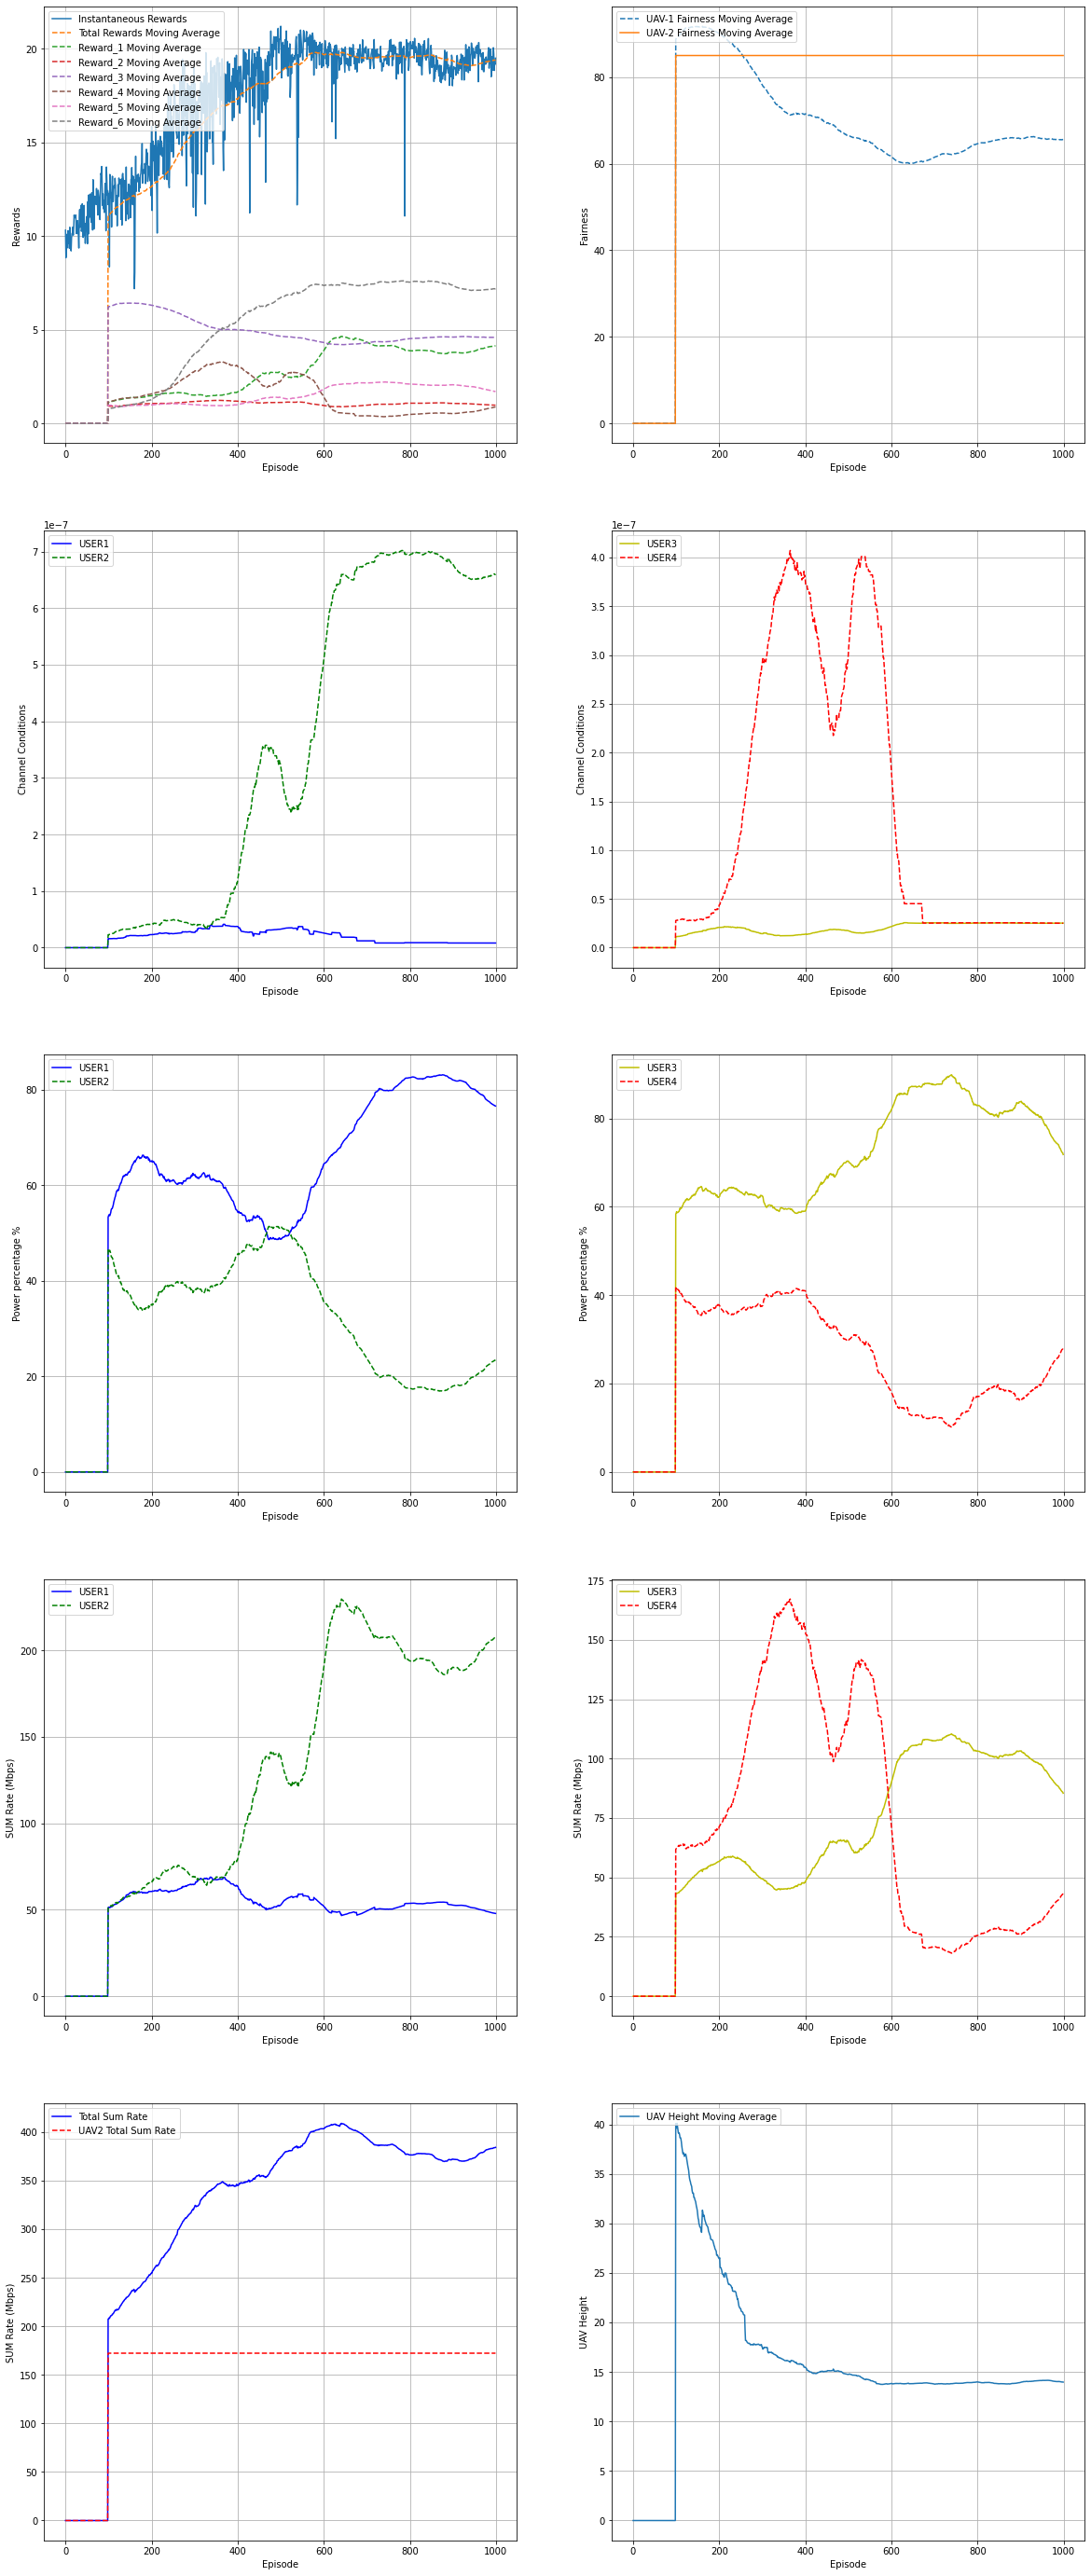 Instantaneous Rewards
Total Rewards Moving Average
Reward_1 Moving Average
Reward_2 Moving Average
Reward_3 Moving Average
Reward_4 Moving Average
Reward_5 Moving Average
Reward_6 Moving Average
20
15
10
5
0
Rewards
0 200 400 600 800 1000
Episode
UAV-1 Fairness Moving Average
UAV-2 Fairness Moving Average
80
60
40
20
0
Fairness
0 200 400 600 800 1000
Episode
1e−7
USER1
USER2
7
6
5
4
3
2
1
0
Channel Conditions
0 200 400 600 800 1000
Episode
1e−7
USER3
USER4
4.0
3.5
3.0
2.5
2.0
1.5
1.0
0.5
0.0
Channel Conditions
0 200 400 600 800 1000
Episode
USER1
USER2
80
60
40
20
0
Power percentage %
0 200 400 600 800 1000
Episode
USER3
USER4
80
60
40
20
0
Power percentage %
0 200 400 600 800 1000
Episode
USER1
USER2
200
150
100
50
0
SUM Rate (Mbps)
0 200 400 600 800 1000
Episode
USER3
USER4
175
150
125
100
75
50
25
0
SUM Rate (Mbps)
0 200 400 600 800 1000
Episode
Total Sum Rate
UAV2 Total Sum Rate
400
350
300
250
200
150
100
50
0
SUM Rate (Mbps)
0 200 400 600 800 1000
Episode
UAV Height Moving Average
40
35
30
25
20
15
10
5
0
UAV Height
0 200 400 600 800 1000
Episode